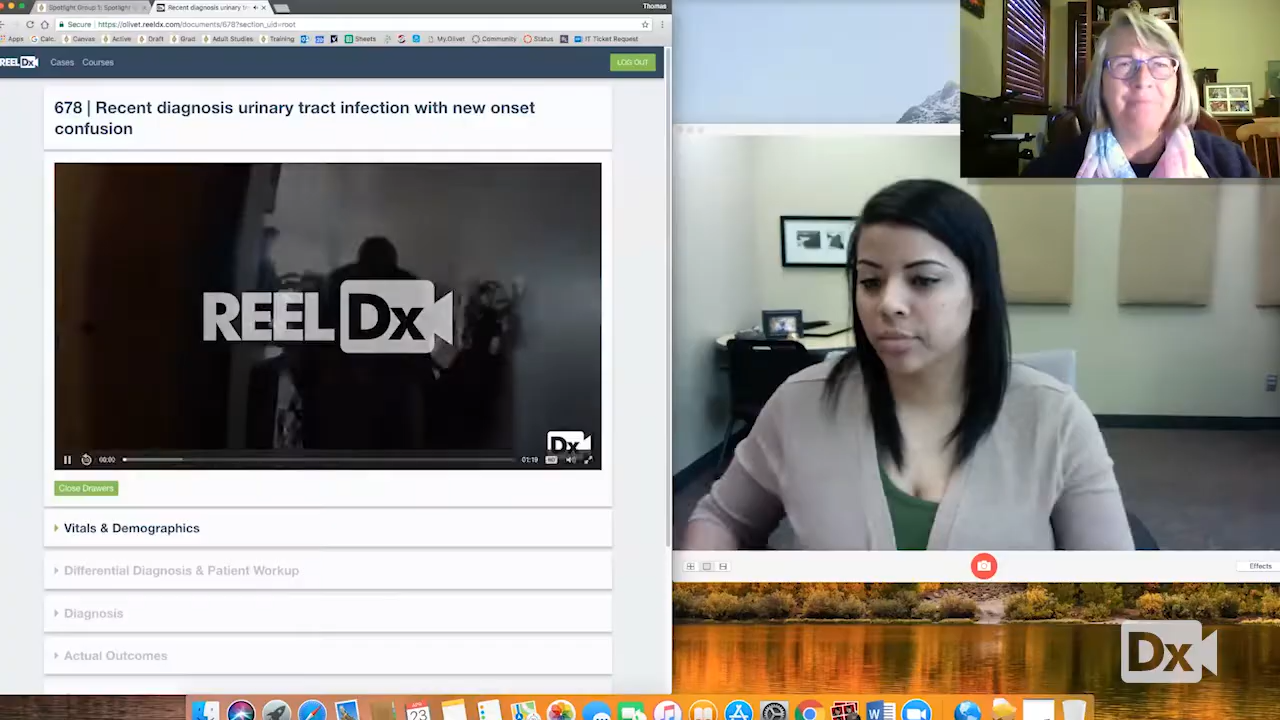 Spotlight Group 1: Spotlight
Recent diagnosis urinary tr
Thomas
Secure | https://olivet.reeldx.com/documents/678?section_uid=root
Apps Calc. Canvas Active Draft Grad Adult Studies Training Sheets My.Olivet Community Status IT Ticket Request
REEL Dx Cases Courses LOG OUT
678 | Recent diagnosis urinary tract infection with new onset
confusion
REEL Dx
Dx
00:00 01:19 HD
Close Drawers
Vitals & Demographics
Differential Diagnosis & Patient Workup
Diagnosis
Actual Outcomes
Effects
Dx
23